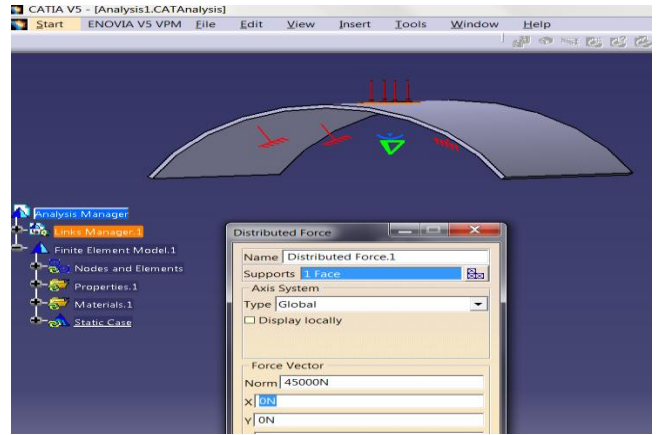 CATIA V5 - [Analysis1.CATAnalysis]
Start ENOVIA V5 VPM File Edit View Insert Tools Window Help
Analysis Manager
Links Manager.1
Finite Element Model.1
Nodes and Elements
Properties.1
Materials.1
Static Case
Distributed Force
Name Distributed Force.1
Supports 1 Face
Axis System
Type Global
Display locally
Force Vector
Norm 45000N
X 0N
Y 0N